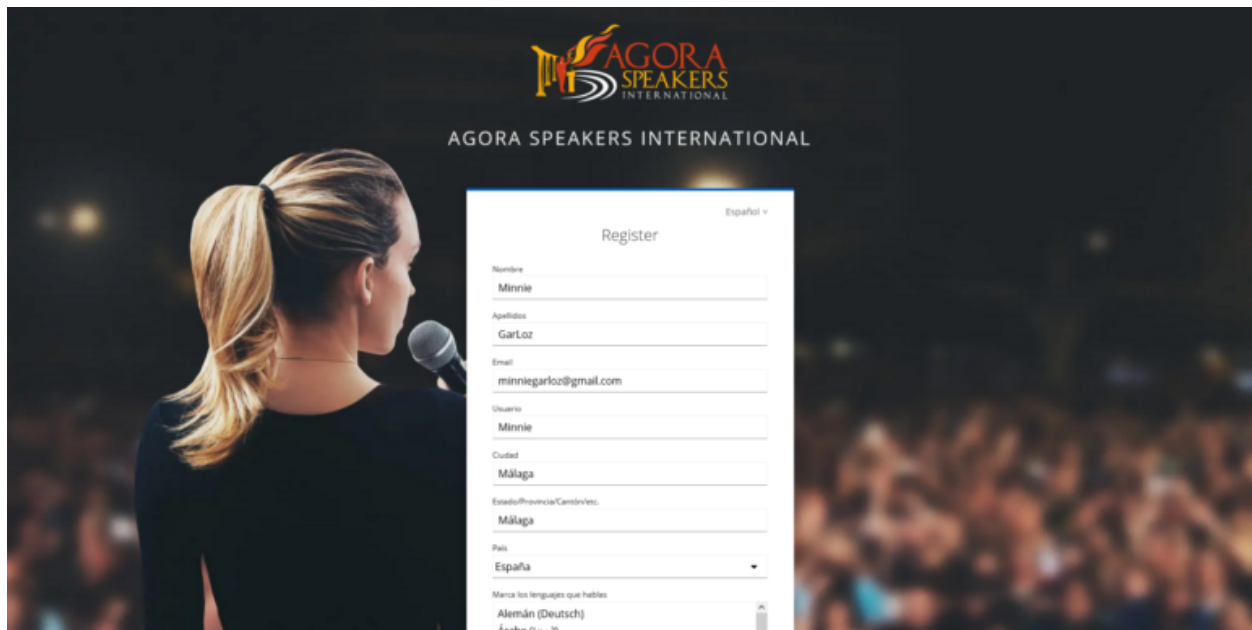 AGORA
SPEAKERS
INTERNATIONAL
AGORA SPEAKERS INTERNATIONAL
Español
Register
Nombre
Minnie
Apellidos
GarLoz
Email
minniegarloz@gmail.com
Usuario
Minnie
Ciudad
Málaga
Estado/Provincia/Cantón/etc.
Málaga
País
España
Marca los lenguajes que hablas
Alemán (Deutsch)